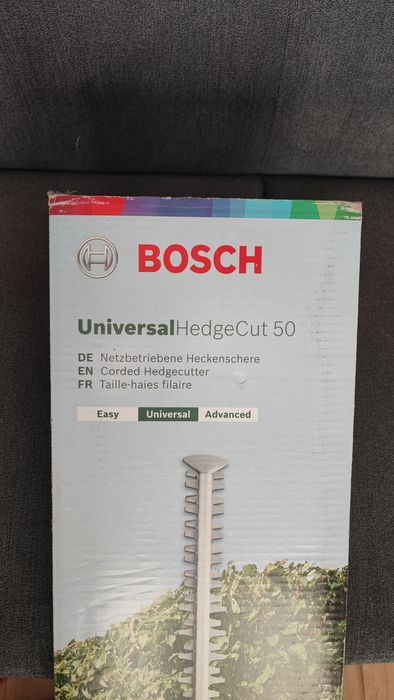 BOSCH
UniversalHedgeCut 50
DE Netzbetriebene Heckenschere
EN Corded Hedgecutter
FR Taille-haies filaire
Easy Universal Advanced